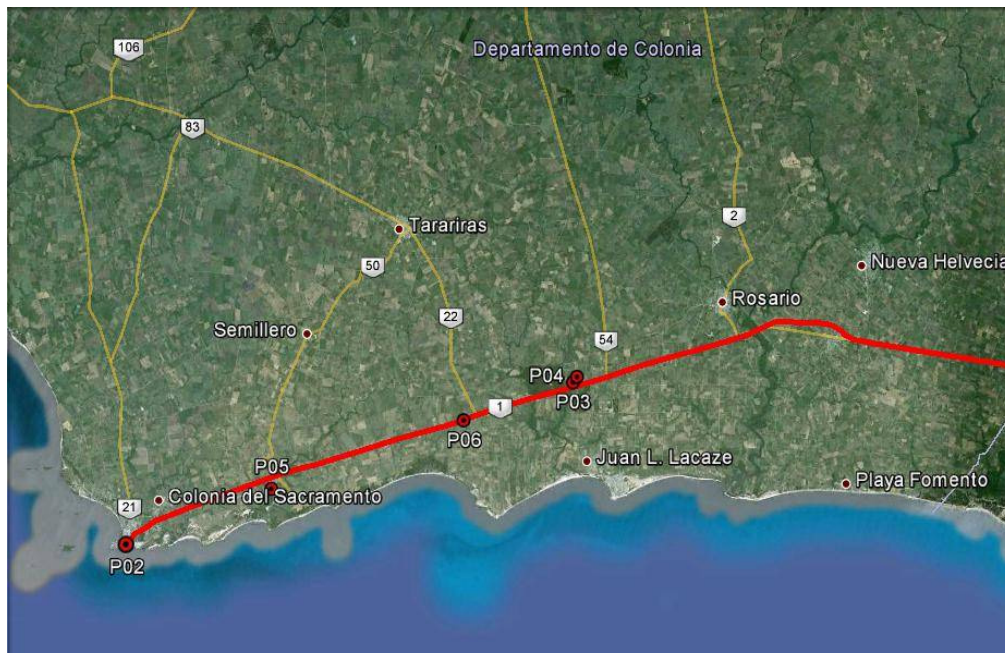 106
Departamento de Colonia
83
Tarariras
2
50
Nueva Helvecia
Rosario
22
Semillero
54
P04
P03
1
P06
Juan L. Lacaze
P05
Playa Fomento
Colonia del Sacramento
21
P02